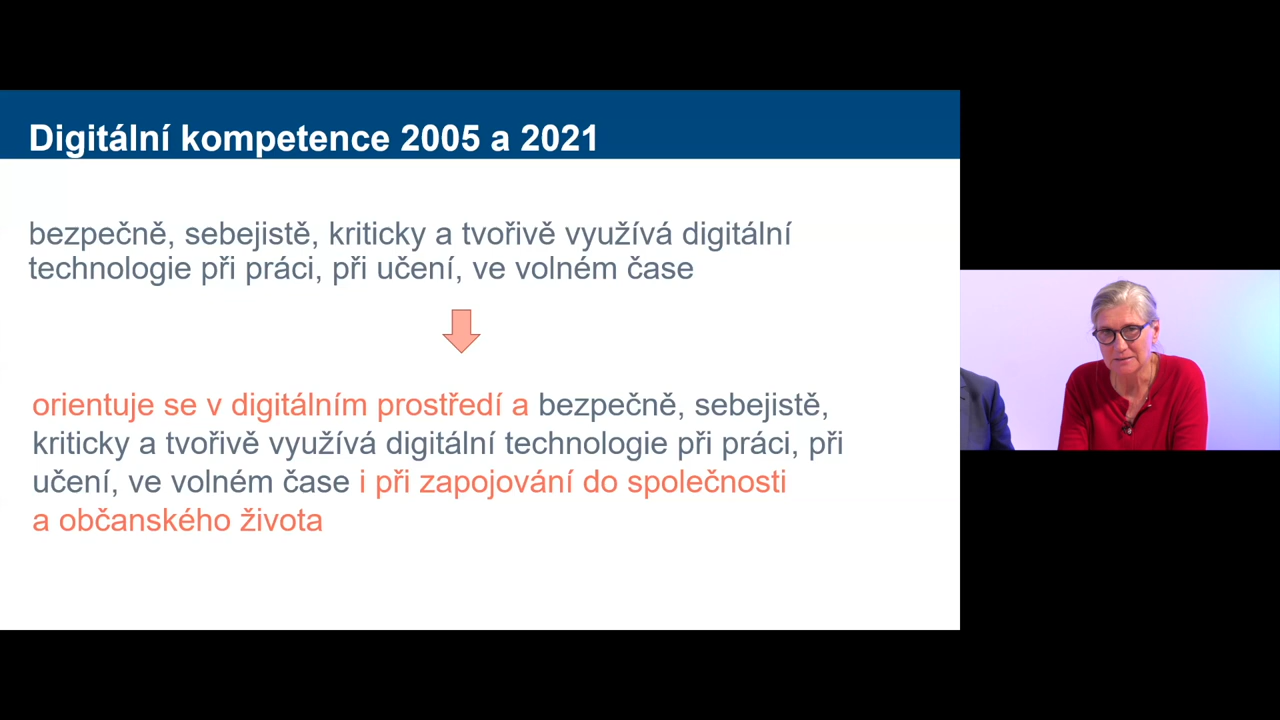 Digitální kompetence 2005 a 2021
bezpečně, sebejistě, kriticky a tvořivě využívá digitální
technologie při práci, při učení, ve volném čase
orientuje se v digitálním prostředí a bezpečně, sebejistě,
kriticky a tvořivě využívá digitální technologie při práci, při
učení, ve volném čase i při zapojování do společnosti
a občanského života